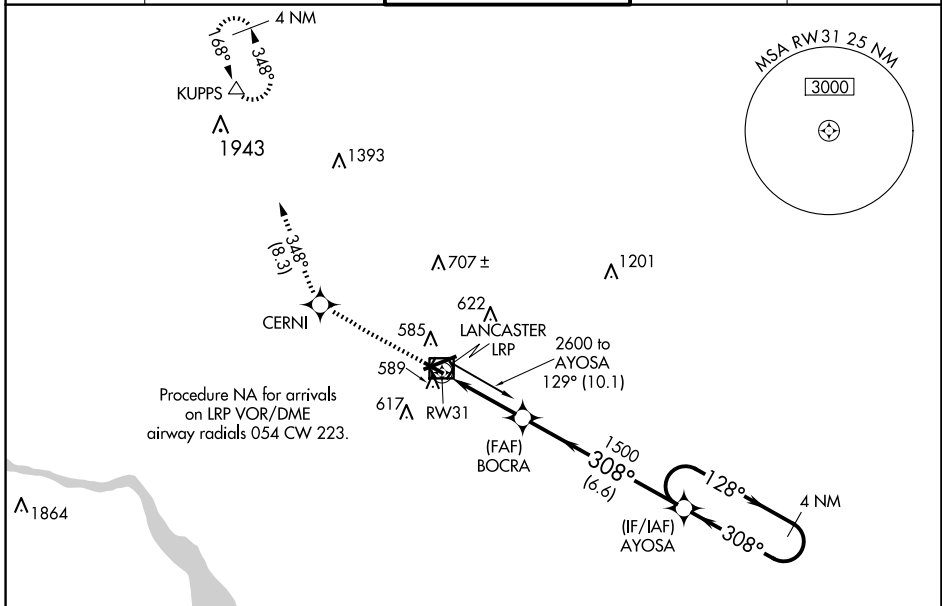 4 NM
168°
348°
KUPPS
1943
1393
MSA RW31 25 NM
3000
348°
(8.3)
707 ±
1201
CERNI
622
585
LANCASTER
LRP
2600 to
AYOSA
129° (10.1)
589
617
RW31
Procedure NA for arrivals
on LRP VOR/DME
airway radials 054 CW 223.
(FAF)
BOCRA
1500
308°
(6.6)
128°
4 NM
308°
(IF/IAF)
AYOSA
1864